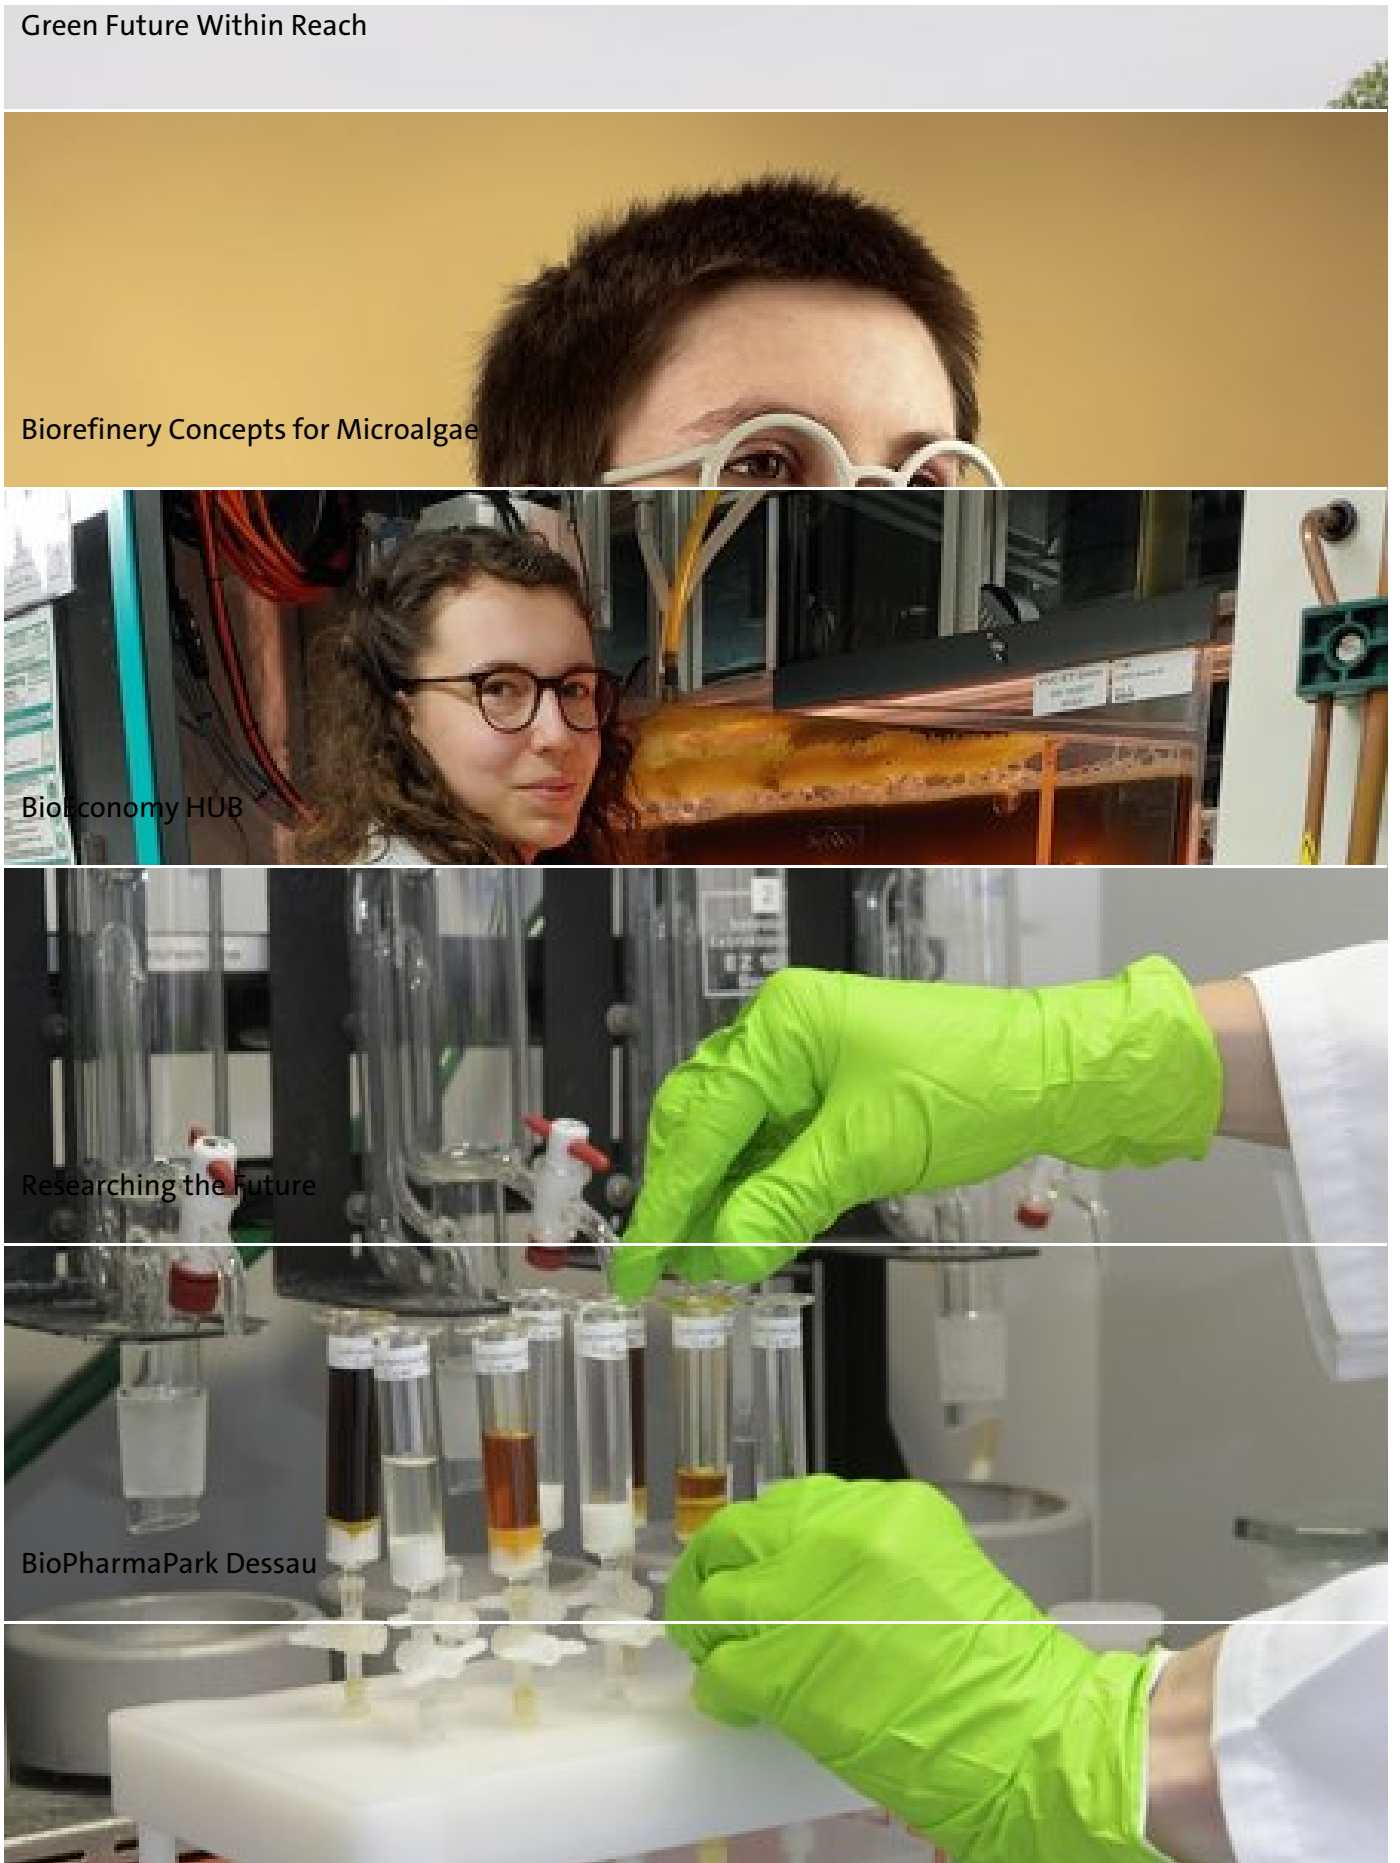 Green Future Within Reach
Biorefinery Concepts for Microalgae
BioEconomy HUB
Researching the Future
BioPharmaPark Dessau